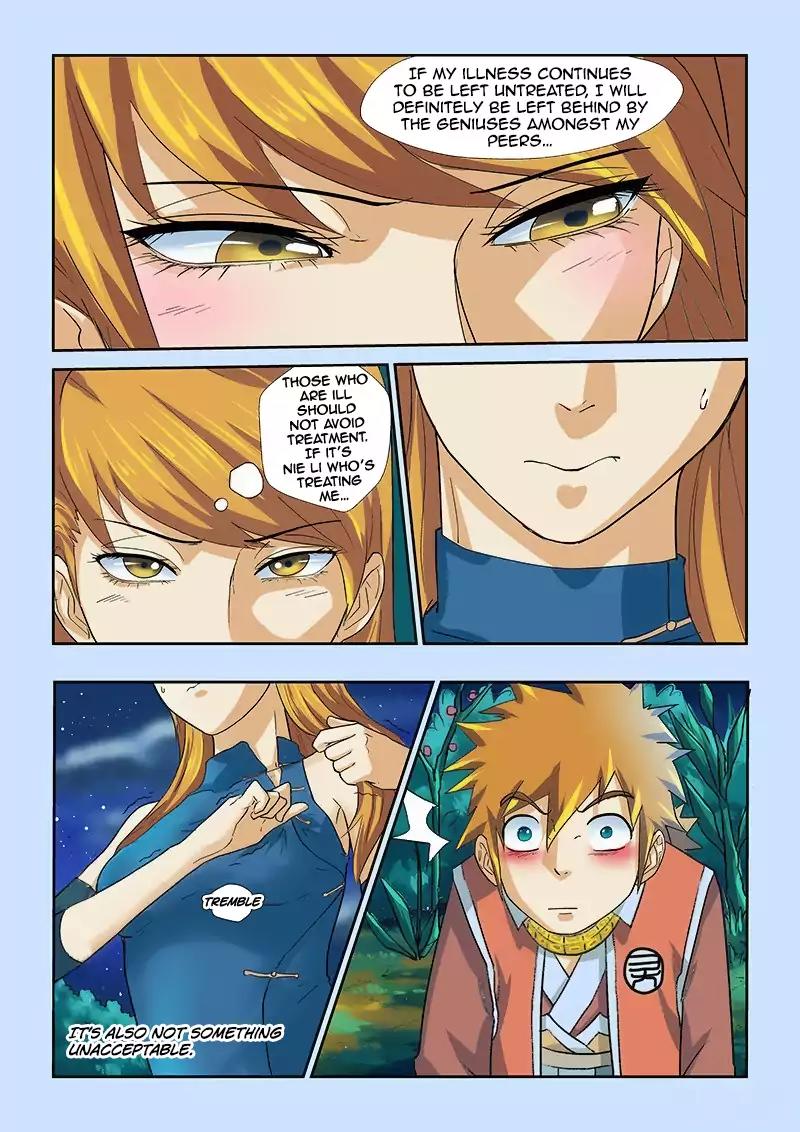 IF MY ILLNESS CONTINUES
TO BE LEFT UNTREATED, I WILL
DEFINITELY BE LEFT BEHIND BY
THE GENIUSES AMONGST MY
PEERS...
THOSE WHO
ARE ILL
SHOULD
NOT AVOID
TREATMENT.
IF IT'S
NIE LI WHO'S
TREATING
ME...
TREMBLE
IT'S ALSO NOT SOMETHING
UNACCEPTABLE.